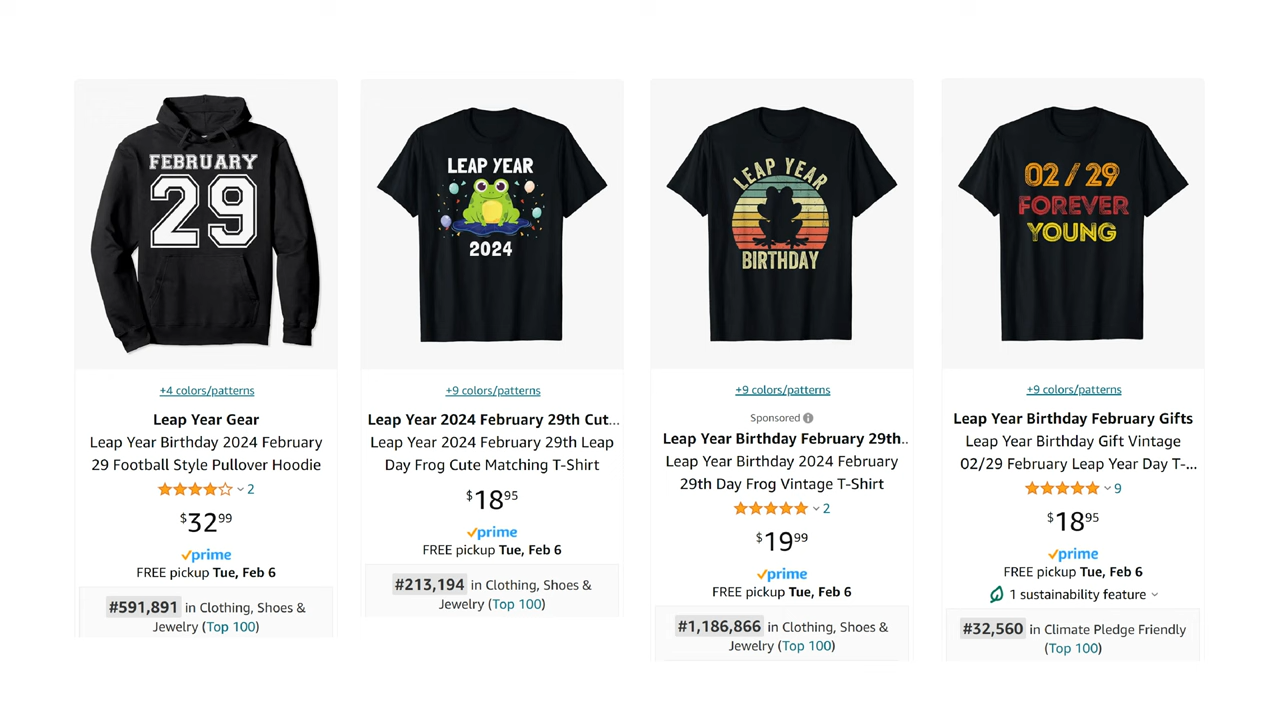 FEBRUARY
29
+4 colors/patterns
Leap Year Gear
Leap Year Birthday 2024 February
29 Football Style Pullover Hoodie
2
$32.99
prime
FREE pickup Tue, Feb 6
#591,891 in Clothing, Shoes &
Jewelry (Top 100)
LEAP YEAR
2024
+9 colors/patterns
Leap Year 2024 February 29th Cut...
Leap Year 2024 February 29th Leap
Day Frog Cute Matching T-Shirt
$18.95
prime
FREE pickup Tue, Feb 6
#213,194 in Clothing, Shoes &
Jewelry (Top 100)
LEAP YEAR
BIRTHDAY
+9 colors/patterns
Sponsored
Leap Year Birthday February 29th..
Leap Year Birthday 2024 February
29th Day Frog Vintage T-Shirt
2
$19.99
prime
FREE pickup Tue, Feb 6
#1,186,866 in Clothing, Shoes &
Jewelry (Top 100)
02 / 29
FOREVER
YOUNG
+9 colors/patterns
Leap Year Birthday February Gifts
Leap Year Birthday Gift Vintage
02/29 February Leap Year Day T-...
9
$18.95
prime
FREE pickup Tue, Feb 6
1 sustainability feature
#32,560 in Climate Pledge Friendly
(Top 100)